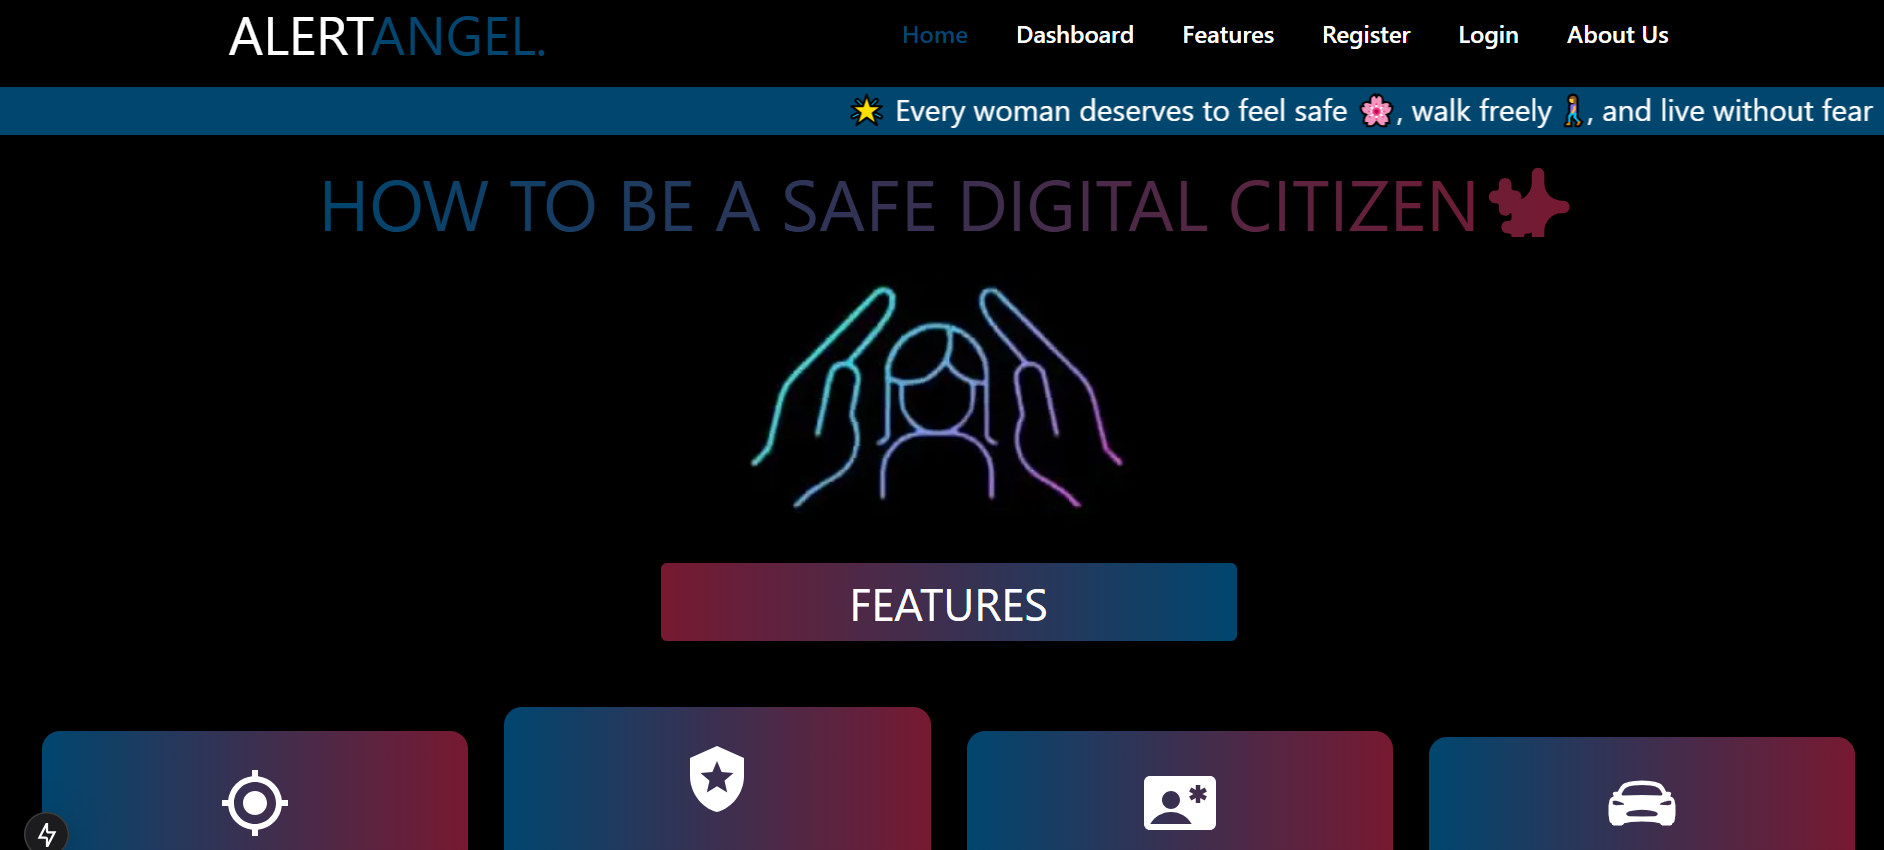 ALERTANGEL.
Home Dashboard Features Register Login About Us
🌟 Every woman deserves to feel safe 🌸, walk freely 🚶‍♀️, and live without fear
HOW TO BE A SAFE DIGITAL CITIZEN
FEATURES